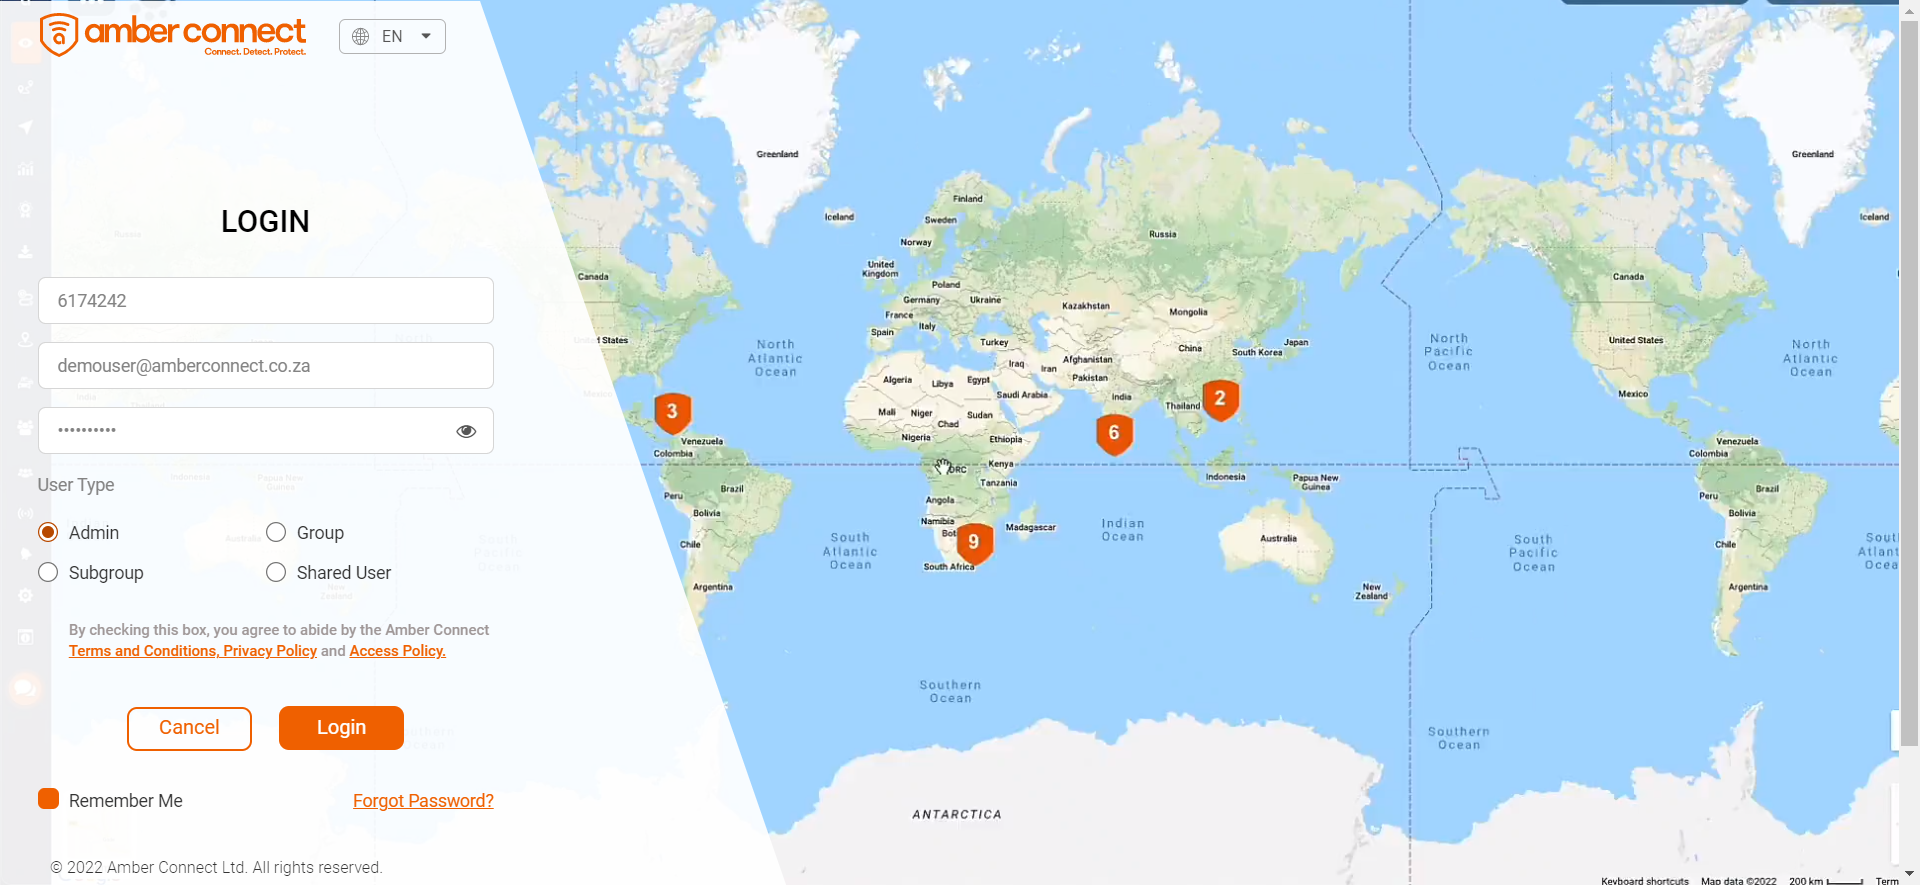 amber connect
Connect. Detect. Protect.
EN
LOGIN
6174242
demouser@amberconnect.co.za
••••••••••
User Type
Admin
Group
Subgroup
Shared User
By checking this box, you agree to abide by the Amber Connect
Terms and Conditions, Privacy Policy and Access Policy.
Cancel
Login
Remember Me
Forgot Password?
© 2022 Amber Connect Ltd. All rights reserved.
Greenland
Greenland
Iceland
Iceland
Finland
Sweden
Norway
Russia
United
Kingdom
Poland
Germany
Ukraine
France
Spain
Italy
Turkey
Kazakhstan
Mongolia
China
South Korea
Japan
Afghanistan
Iraq
Iran
Pakistan
Algeria
Libya
Egypt
Saudi Arabia
India
Thailand
Mali
Niger
Chad
Sudan
Nigeria
Ethiopia
DRC
Kenya
Tanzania
Angola
Namibia
Bot
Madagascar
South Africa
Canada
United States
Mexico
Venezuela
Colombia
Peru
Brazil
Bolivia
Chile
Argentina
Indonesia
Papua New
Guinea
Australia
New
Zealand
North
Atlantic
Ocean
South
Atlantic
Ocean
Indian
Ocean
Southern
Ocean
North
Pacific
Ocean
South
Pacific
Ocean
Southern
Ocean
Canada
United States
Mexico
Venezuela
Colombia
Peru
Brazil
Bolivia
Chile
Argentina
North
Atlantic
Ocean
3
6
2
9
ANTARCTICA
Keyboard shortcuts
Map data ©2022
200 km
Term